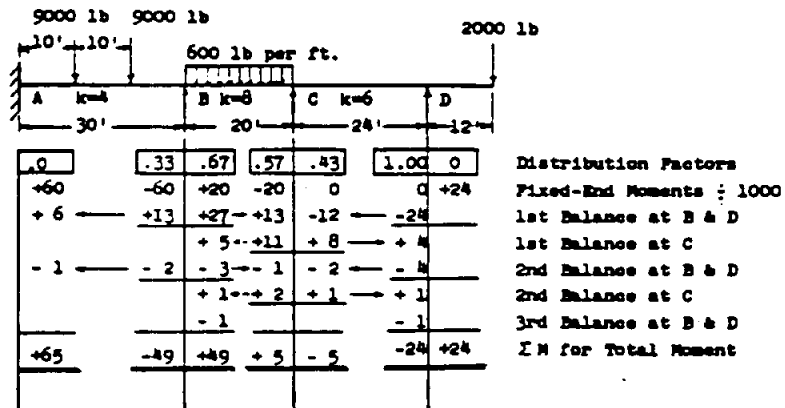 9000 lb 9000 lb
2000 lb
10' 10'
600 lb per ft.
A k=4 B k=8 C k=6 D
30' 20' 24' 12'
.0 .33 .67 .57 .43 1.00 0 Distribution Factors
+60 -60 +20 -20 0 0 +24 Fixed-End Moments ÷ 1000
+ 6 +13 +27 +13 -12 -24 1st Balance at B & D
+ 5 +11 + 8 + 4 1st Balance at C
- 1 - 2 - 3 - 1 - 2 - 4 2nd Balance at B & D
+ 1 + 2 + 1 + 1 2nd Balance at C
- 1 - 1 3rd Balance at B & D
+65 -49 +49 + 5 - 5 -24 +24 ΣM for Total Moment